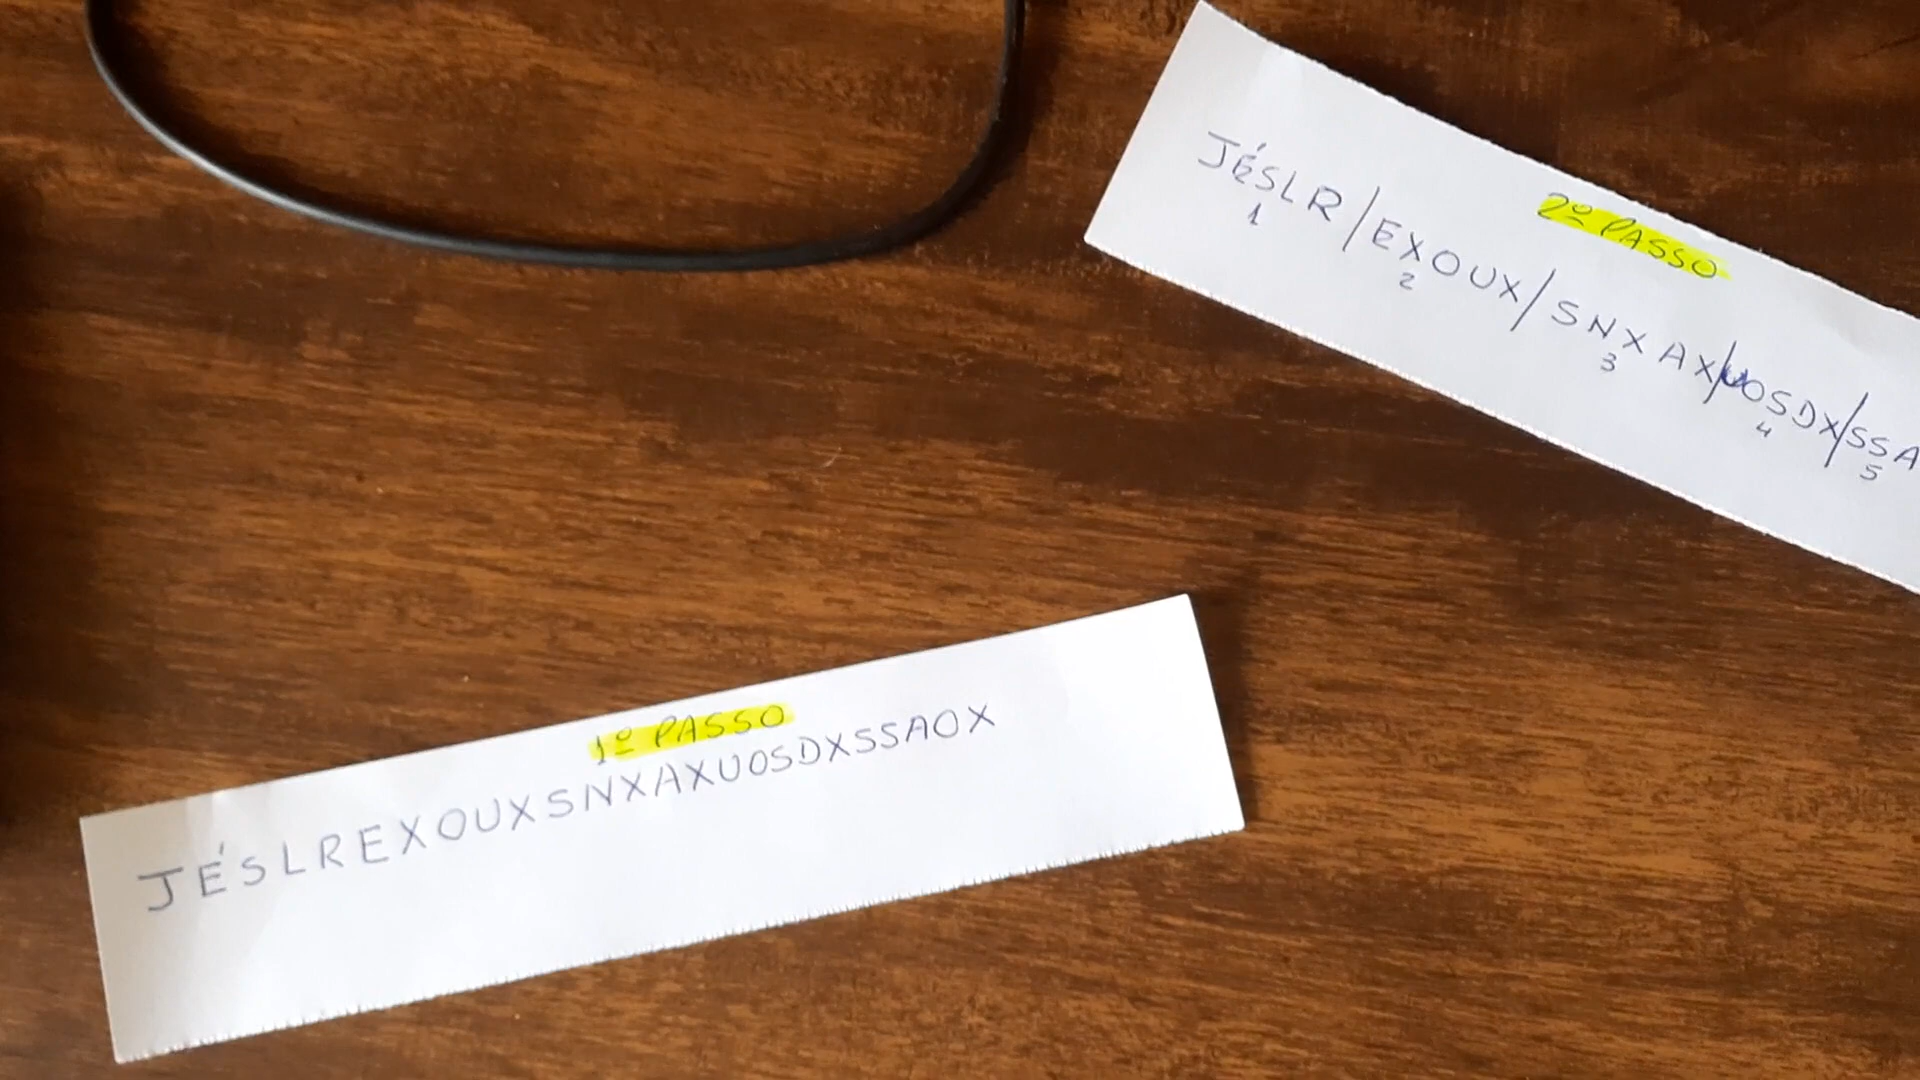 2º PASSO
JÉSLR/EXOUX/SNXAX/UOSDX/SSA
1 2 3 4 5
1º PASSO
JÉSLREXOUXSNXAXUOSDXSSAOX